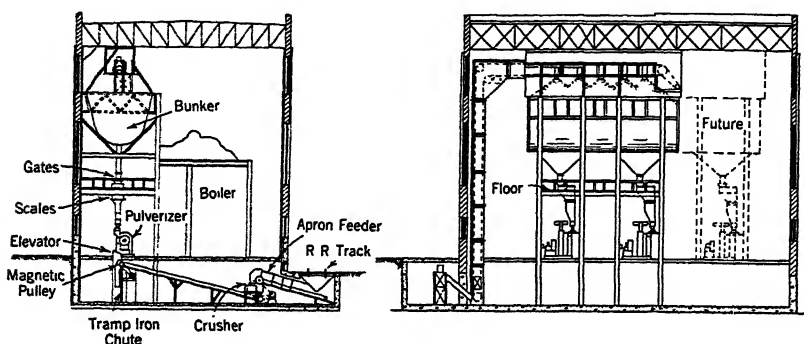 Bunker
Gates
Scales
Elevator
Magnetic
Pulley
Pulverizer
Boiler
Apron Feeder
R R Track
Tramp Iron
Chute
Crusher
Future
Floor